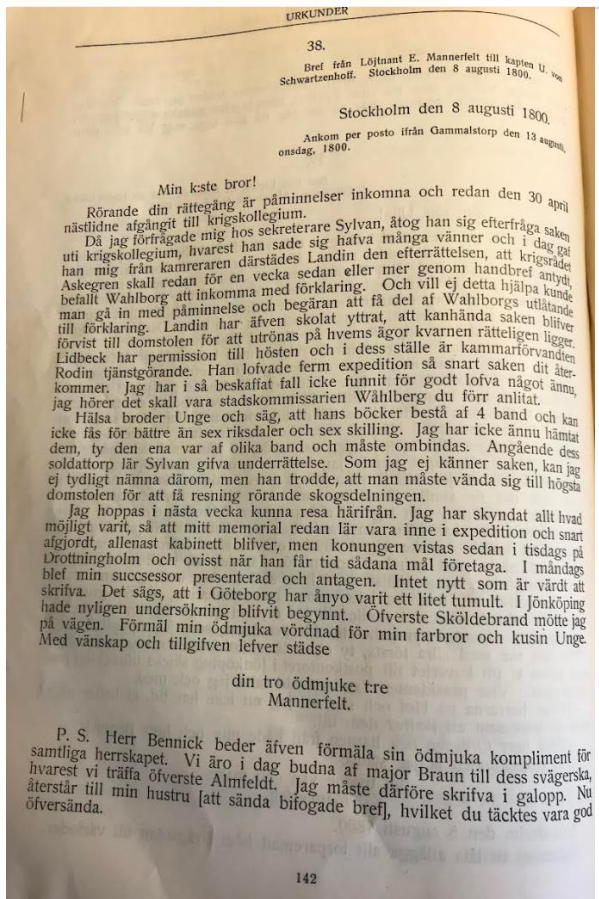 URKUNDER
38.
Bref från Löjtnant E. Mannerfelt till kapten U. von
Schwartzenhoff. Stockholm den 8 augusti 1800.
Stockholm den 8 augusti 1800.
Ankom per posto ifrån Gammalstorp den 13 augusti,
onsdag, 1800.
Min k:ste bror!
Rörande din rättegång är påminnelser inkomna och redan den 30 april
nästlidne afgångit till krigskollegium.
Då jag förfrågade mig hos sekreterare Sylvan, åtog han sig efterfråga saken
uti krigskollegium, hvarest han sade sig hafva många vänner och i dag gaf
han mig från kamreraren därstädes Landin den efterrättelsen, att krigsrådet
Askegren skall redan för en vecka sedan eller mer genom handbref antydt,
befallt Wahlborg att inkomma med förklaring. Och vill ej detta hjälpa kunde
man gå in med påminnelse och begäran att få del af Wahlborgs utlåtande
till förklaring. Landin har äfven skolat yttrat, att kanhända saken blifver
förvist till domstolen för att utrönas på hvems ägor kvarnen rätteligen ligger.
Lidbeck har permission till hösten och i dess ställe är kammarförvandten
Rodin tjänstgörande. Han lofvade ferm expedition så snart saken dit åter-
kommer. Jag har i så beskaffat fall icke funnit för godt lofva något ännu,
jag hörer det skall vara stadskommissarien Wåhlberg du förr anlitat.
Hälsa broder Unge och säg, att hans böcker bestå af 4 band och kan
icke fås för bättre än sex riksdaler och sex skilling. Jag har icke ännu hämtat
dem, ty den ena var af olika band och måste ombindas. Angående dess
soldattorp lär Sylvan gifva underrättelse. Som jag ej känner saken, kan jag
ej tydligt nämna därom, men han trodde, att man måste vända sig till högsta
domstolen för att få resning rörande skogsdelningen.
Jag hoppas i nästa vecka kunna resa härifrån. Jag har skyndat allt hvad
möjligt varit, så att mitt memorial redan lär vara inne i expedition och snart
afgjordt, allenast kabinett blifver, men konungen vistas sedan i tisdags på
Drottningholm och ovisst när han får tid sådana mål företaga. I måndags
blef min succsessor presenterad och antagen. Intet nytt som är värdt att
skrifva. Det sägs, att i Göteborg har ånyo varit ett litet tumult. I Jönköping
hade nyligen undersökning blifvit begynnt. Öfverste Sköldebrand mötte jag
på vägen. Förmäl min ödmjuka vördnad för min farbror och kusin Unge.
Med vänskap och tillgifven lefver städse
din tro ödmjuke t:re
Mannerfelt.
P. S. Herr Bennick beder äfven förmäla sin ödmjuka kompliment för
samtliga herrskapet. Vi äro i dag budna af major Braun till dess svägerska,
hvarest vi träffa öfverste Almfeldt. Jag måste därföre skrifva i galopp. Nu
återstår till min hustru [att sända bifogade bref], hvilket du täcktes vara god
öfversända.
142